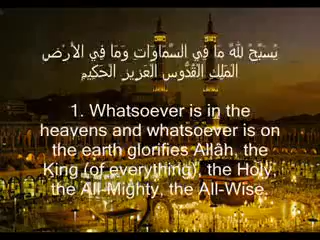 يُسَبِّحُ لِلَّهِ مَا فِي السَّمَاوَاتِ وَمَا فِي الْأَرْضِ
الْمَلِكِ الْقُدُّوسِ الْعَزِيزِ الْحَكِيمِ
1. Whatsoever is in the
heavens and whatsoever is on
the earth glorifies Allâh, the
King (of everything), the Holy,
the All-Mighty, the All-Wise.